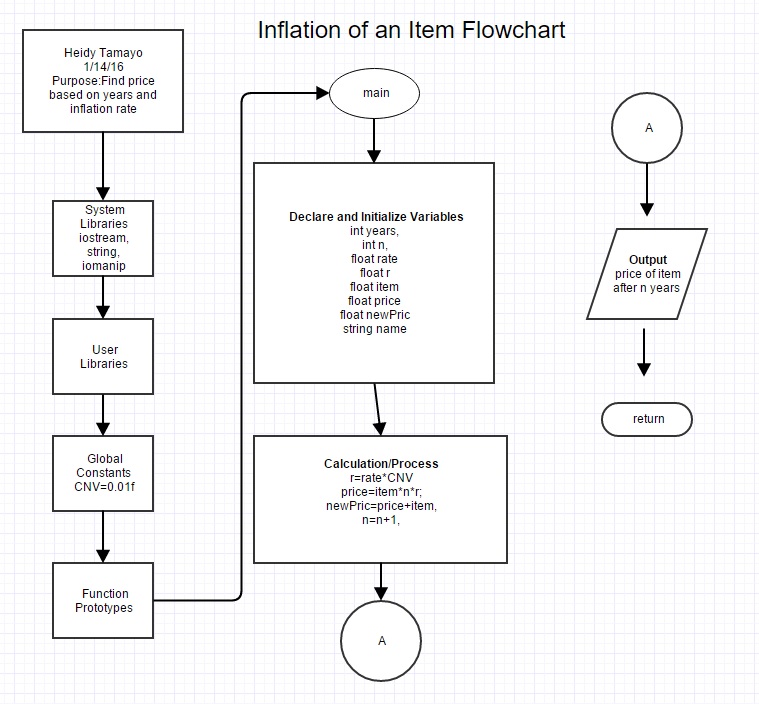 Inflation of an Item Flowchart
Heidy Tamayo
1/14/16
Purpose:Find price
based on years and
inflation rate
System
Libraries
iostream,
string,
iomanip
User
Libraries
Global
Constants
CNV=0.01f
Function
Prototypes
main
Declare and Initialize Variables
int years,
int n,
float rate
float r
float item
float price
float newPric
string name
Calculation/Process
r=rate*CNV
price=item*n*r;
newPric=price+item,
n=n+1,
A
A
Output
price of item
after n years
return